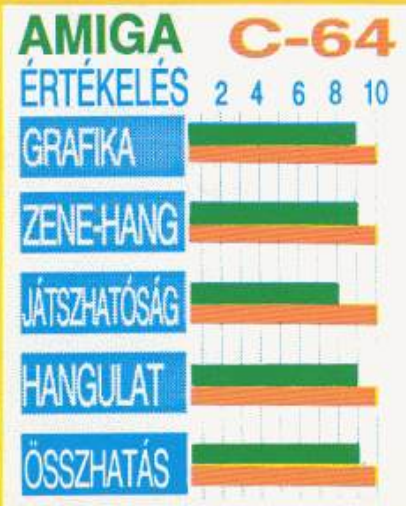 AMIGA C-64
ÉRTÉKELÉS 2 4 6 8 10
GRAFIKA
ZENE-HANG
JÁTSZHATÓSÁG
HANGULAT
ÖSSZHATÁS